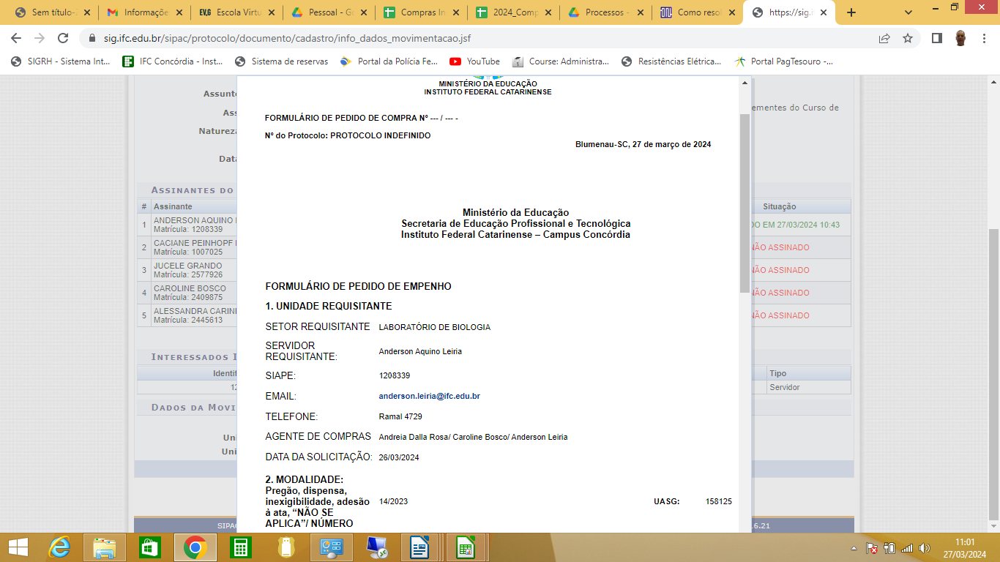 Sem título-
Informaçõe
EV.G Escola Virtu
Pessoal - Go
Compras In
2024_Comp
Processos -
Como resol
https://sig.i
sig.ifc.edu.br/sipac/protocolo/documento/cadastro/info_dados_movimentacao.jsf
SIGRH - Sistema Int...
IFC Concórdia - Inst...
Sistema de reservas
Portal da Polícia Fe...
YouTube
Course: Administra...
Resistências Elétrica...
Portal PagTesouro -...
MINISTÉRIO DA EDUCAÇÃO
INSTITUTO FEDERAL CATARINENSE
Assunto
ementes do Curso de
Ass
FORMULÁRIO DE PEDIDO DE COMPRA Nº --- / --- -
Natureza
Nº do Protocolo: PROTOCOLO INDEFINIDO
Blumenau-SC, 27 de março de 2024
Data
ASSINANTES DO
# Assinante Situação
1 ANDERSON AQUINO
Matrícula: 1208339
DO EM 27/03/2024 10:43
2 CACIANE PEINHOPF
Matrícula: 1007025
NÃO ASSINADO
3 JUCELE GRANDO
Matrícula: 2577926
NÃO ASSINADO
4 CAROLINE BOSCO
Matrícula: 2409875
NÃO ASSINADO
5 ALESSANDRA CARINI
Matrícula: 2445613
NÃO ASSINADO
INTERESSADOS
Identif
Tipo
12
Servidor
DADOS DA MOVI
Uni
Uni
SIPAC
6.21
Ministério da Educação
Secretaria de Educação Profissional e Tecnológica
Instituto Federal Catarinense – Campus Concórdia
FORMULÁRIO DE PEDIDO DE EMPENHO
1. UNIDADE REQUISITANTE
SETOR REQUISITANTE LABORATÓRIO DE BIOLOGIA
SERVIDOR
REQUISITANTE: Anderson Aquino Leiria
SIAPE: 1208339
EMAIL: anderson.leiria@ifc.edu.br
TELEFONE: Ramal 4729
AGENTE DE COMPRAS Andreia Dalla Rosa/ Caroline Bosco/ Anderson Leiria
DATA DA SOLICITAÇÃO: 26/03/2024
2. MODALIDADE:
Pregão, dispensa,
inexigibilidade, adesão
à ata, “NÃO SE
APLICA”/ NÚMERO
14/2023 UASG: 158125
11:01
27/03/2024